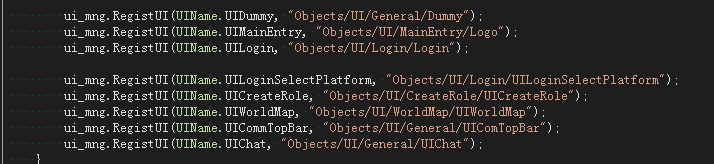 ui_mng.RegistUI(UIName.UIDummy, "Objects/UI/General/Dummy");
ui_mng.RegistUI(UIName.UIMainEntry, "Objects/UI/MainEntry/Logo");
ui_mng.RegistUI(UIName.UILogin, "Objects/UI/Login/Login");
ui_mng.RegistUI(UIName.UILoginSelectPlatform, "Objects/UI/Login/UILoginSelectPlatform");
ui_mng.RegistUI(UIName.UICreateRole, "Objects/UI/CreateRole/UICreateRole");
ui_mng.RegistUI(UIName.UIWorldMap, "Objects/UI/WorldMap/UIWorldMap");
ui_mng.RegistUI(UIName.UICommTopBar, "Objects/UI/General/UIComTopBar");
ui_mng.RegistUI(UIName.UIChat, "Objects/UI/General/UIChat");
}